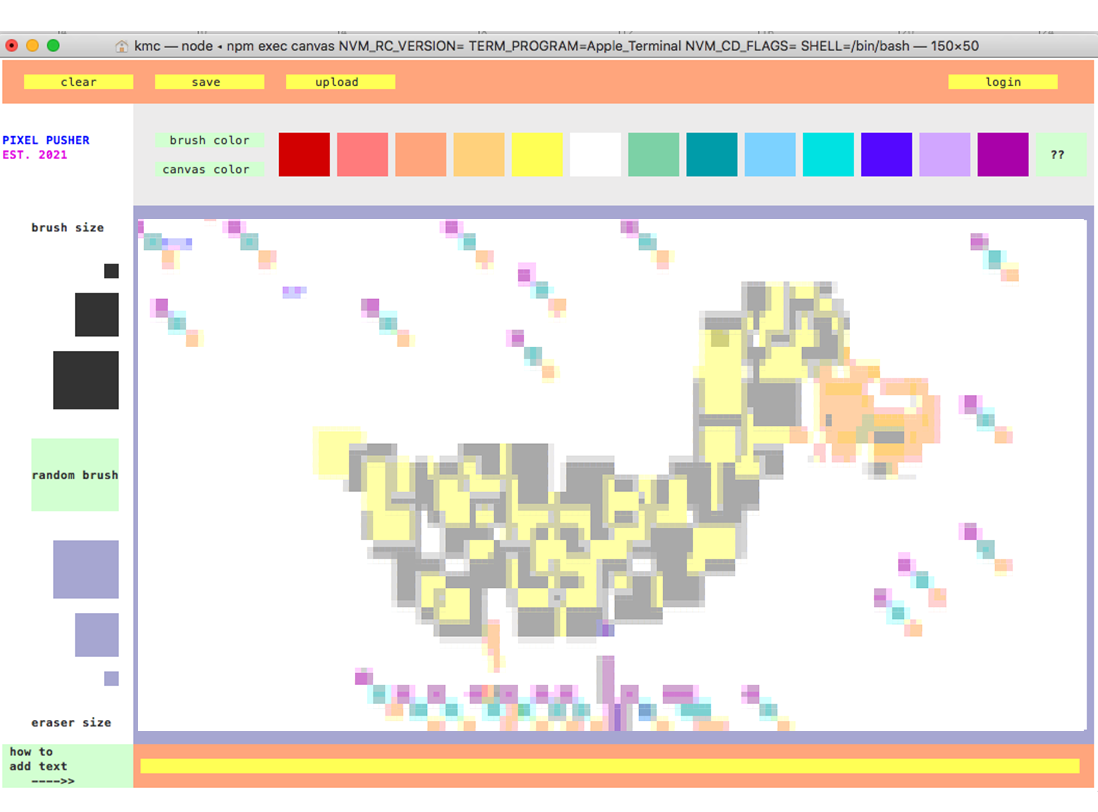 kmc — node ◂ npm exec canvas NVM_RC_VERSION= TERM_PROGRAM=Apple_Terminal NVM_CD_FLAGS= SHELL=/bin/bash — 150×50
clear save upload login
PIXEL PUSHER
EST. 2021
brush color
canvas color
??
brush size
random brush
eraser size
how to
add text
---->>